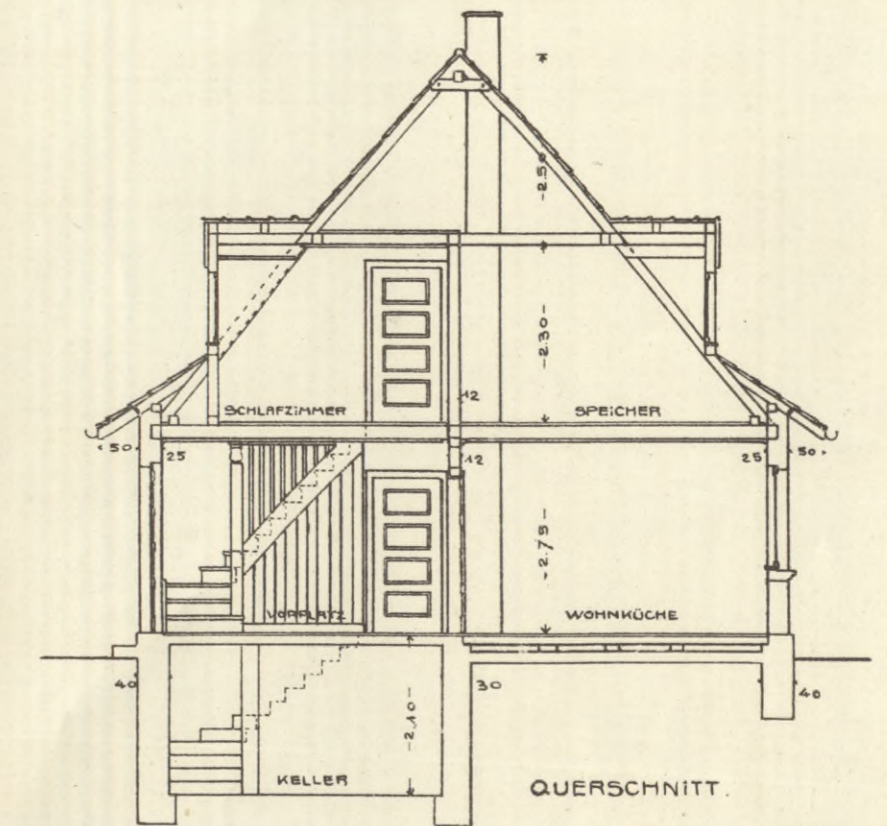 -2.50-
-2.30-
12
SCHLAFZIMMER
SPEICHER
50
25
12
25
50
-2.75-
VORPLATZ
WOHNKÜCHE
40
30
40
-2.10-
KELLER
QUERSCHNITT.